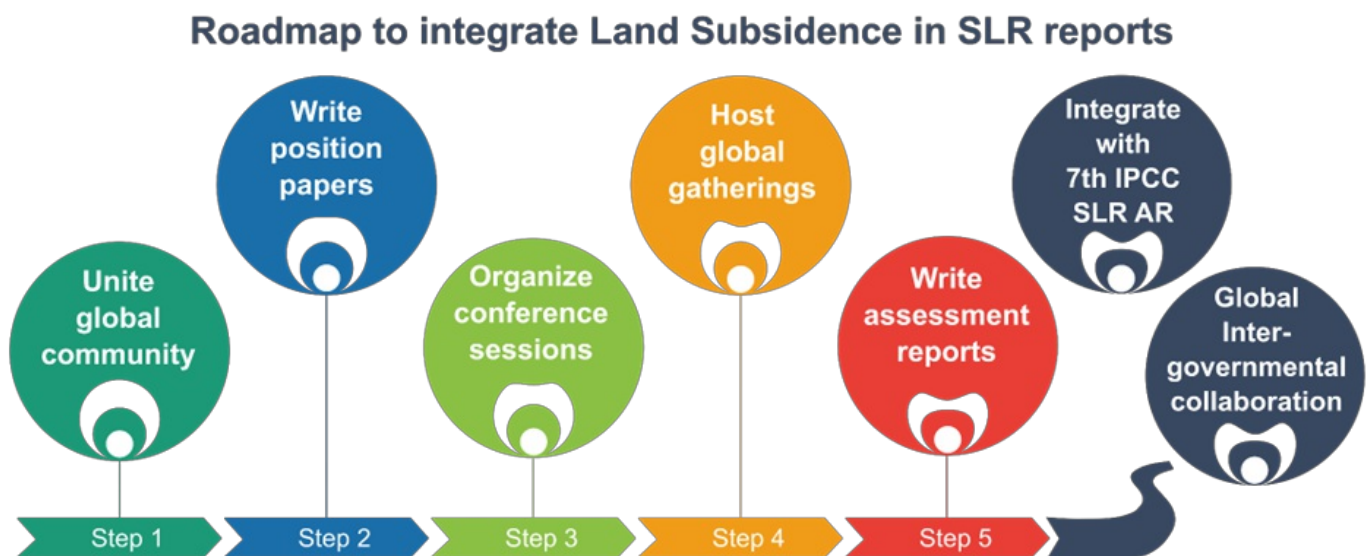 Roadmap to integrate Land Subsidence in SLR reports
Unite
global
community
Write
position
papers
Organize
conference
sessions
Host
global
gatherings
Write
assessment
reports
Integrate
with
7th IPCC
SLR AR
Global
Inter-
governmental
collaboration
Step 1
Step 2
Step 3
Step 4
Step 5